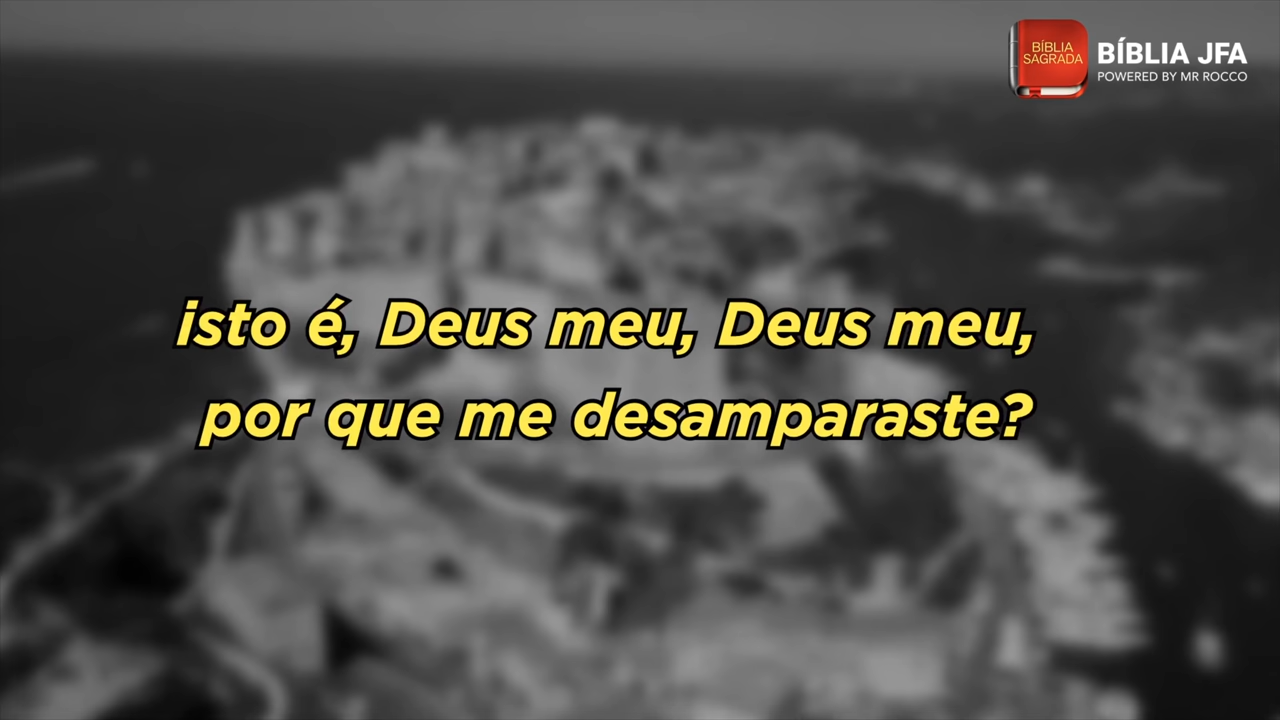 BÍBLIA
SAGRADA
BÍBLIA JFA
POWERED BY MR ROCCO
isto é, Deus meu, Deus meu,
por que me desamparaste?